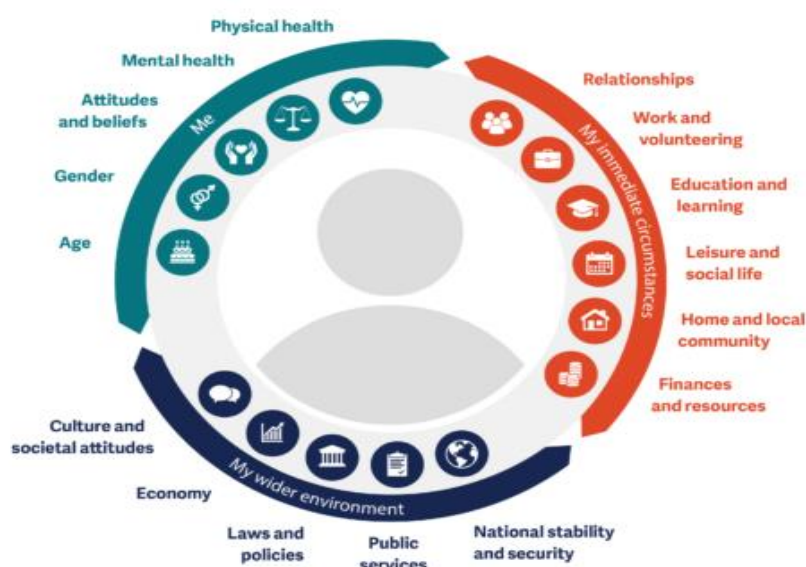 Physical health
Mental health
Attitudes
and beliefs
Gender
Age
Me
Relationships
Work and
volunteering
Education and
learning
Leisure and
social life
Home and local
community
Finances
and resources
My immediate circumstances
Culture and
societal attitudes
Economy
Laws and
policies
Public
services
National stability
and security
My wider environment